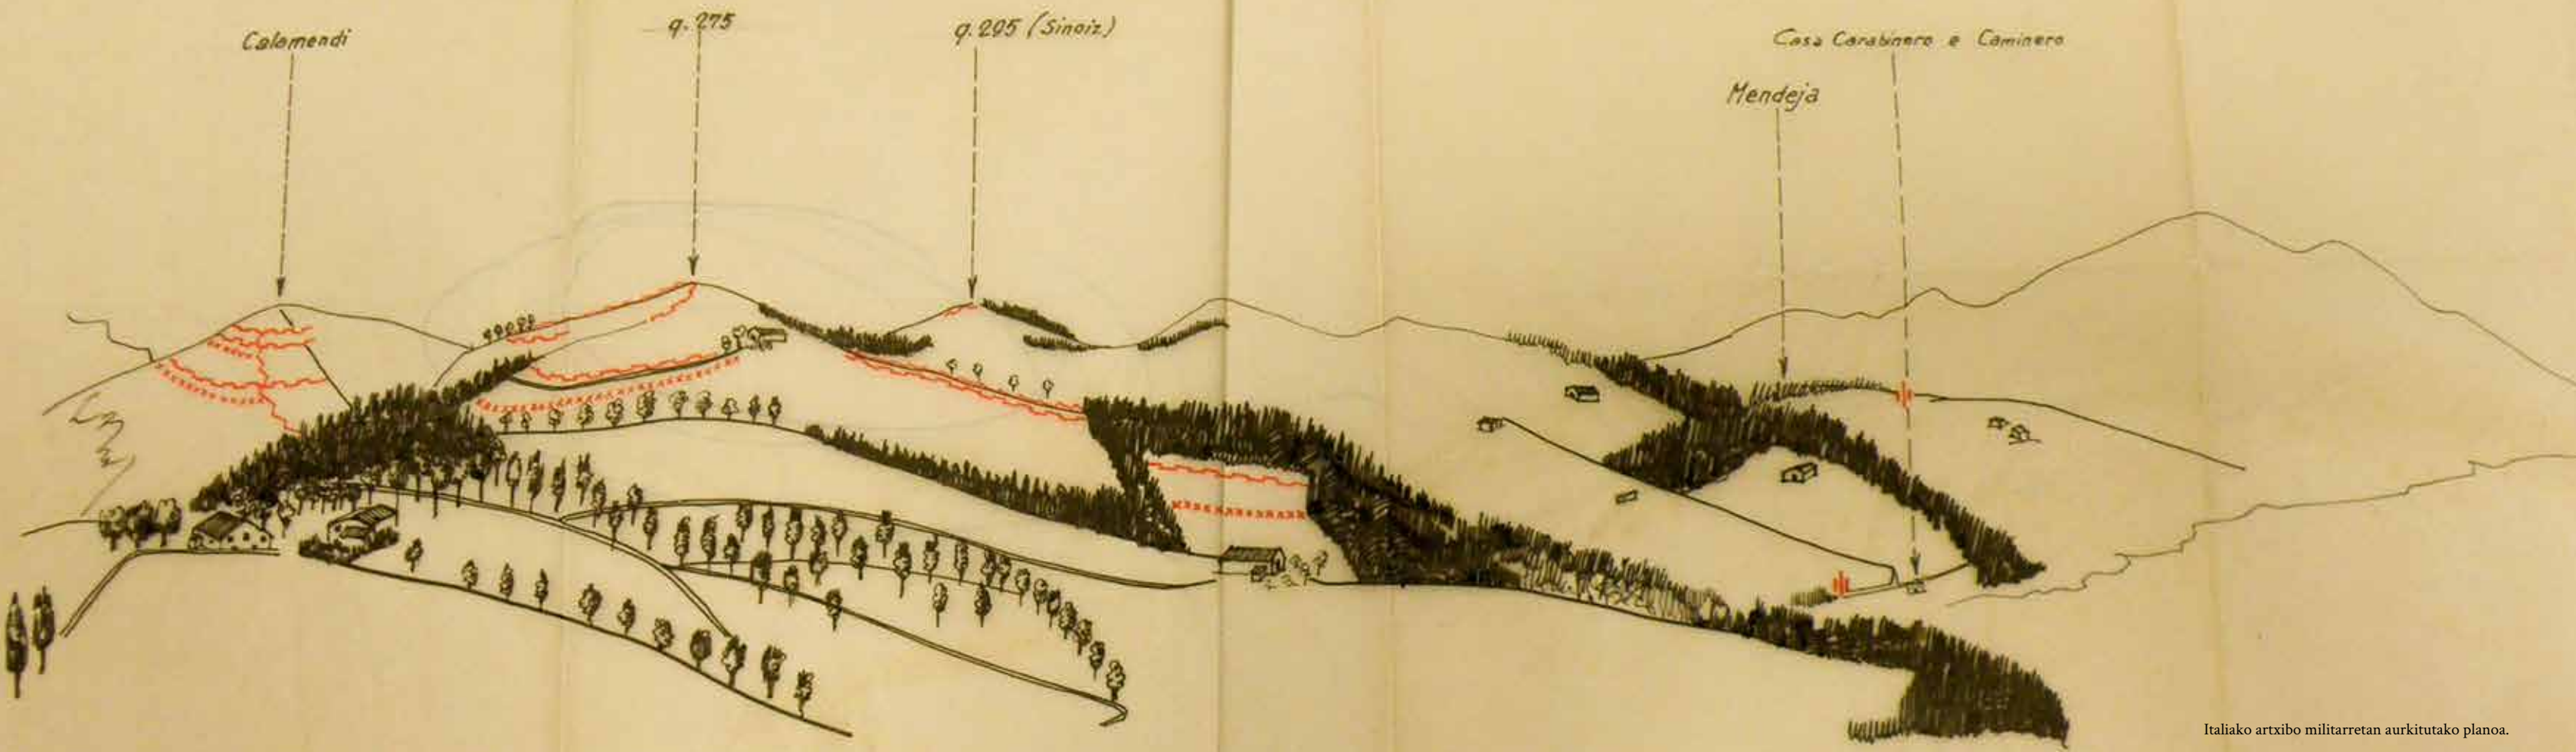 Calamendi
q. 275
q. 295 (Sinoiz)
Casa Carabinero e Caminero
Mendeja
Italiako artxibo militarretan aurkitutako planoa.